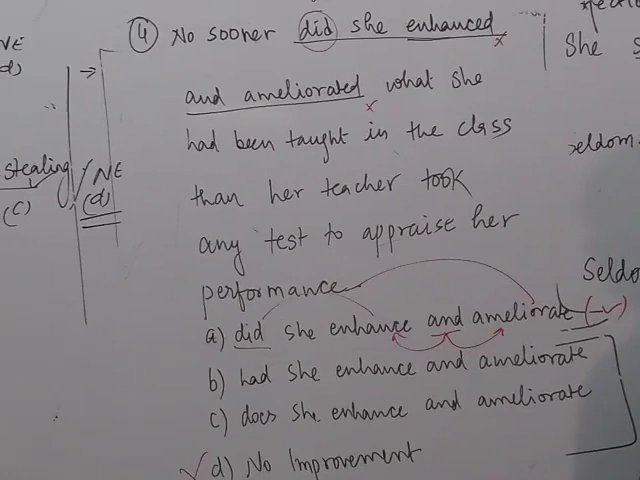 VE
d)
④ No sooner did she enhanced
and ameliorated what she
had been taught in the class
than her teacher took
any test to appraise her
performance
a) did she enhance and ameliorate (-v)
b) had she enhance and ameliorate
c) does she enhance and ameliorate
d) No Improvement
stealing / NE
(c) (d)
She
seldom.
Seldo